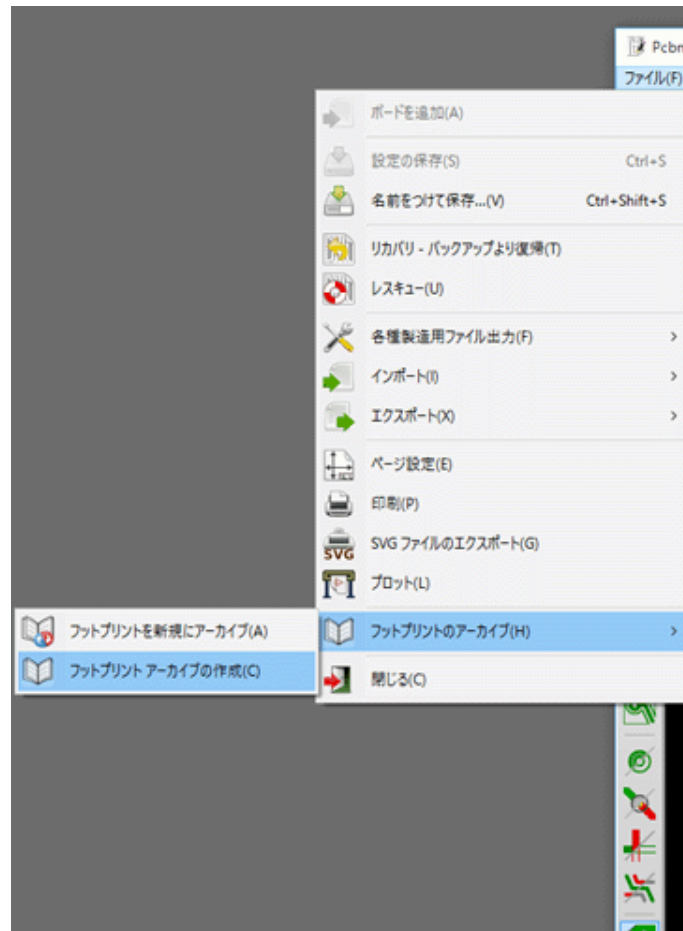 Pcbn
ファイル(F)
ボードを追加(A)
設定の保存(S) Ctrl+S
名前をつけて保存...(V) Ctrl+Shift+S
リカバリ - バックアップより復帰(T)
レスキュー(U)
各種製造用ファイル出力(F)
インポート(I)
エクスポート(X)
ページ設定(E)
印刷(P)
SVG
SVG ファイルのエクスポート(G)
プロット(L)
フットプリントを新規にアーカイブ(A)
フットプリントのアーカイブ(H)
フットプリント アーカイブの作成(C)
閉じる(C)